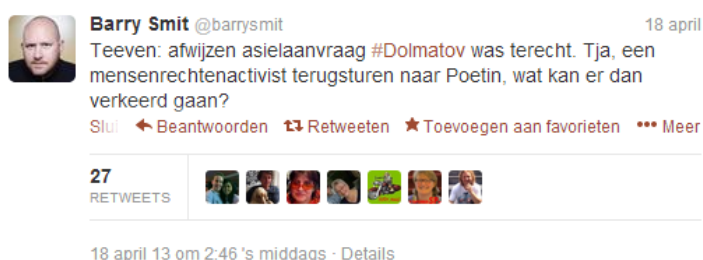 Barry Smit @barrysmit 18 april
Teeven: afwijzen asielaanvraag #Dolmatov was terecht. Tja, een
mensenrechtenactivist terugsturen naar Poetin, wat kan er dan
verkeerd gaan?
Slui Beantwoorden Retweeten Toevoegen aan favorieten Meer
27
RETWEETS
18 april 13 om 2:46 's middags · Details